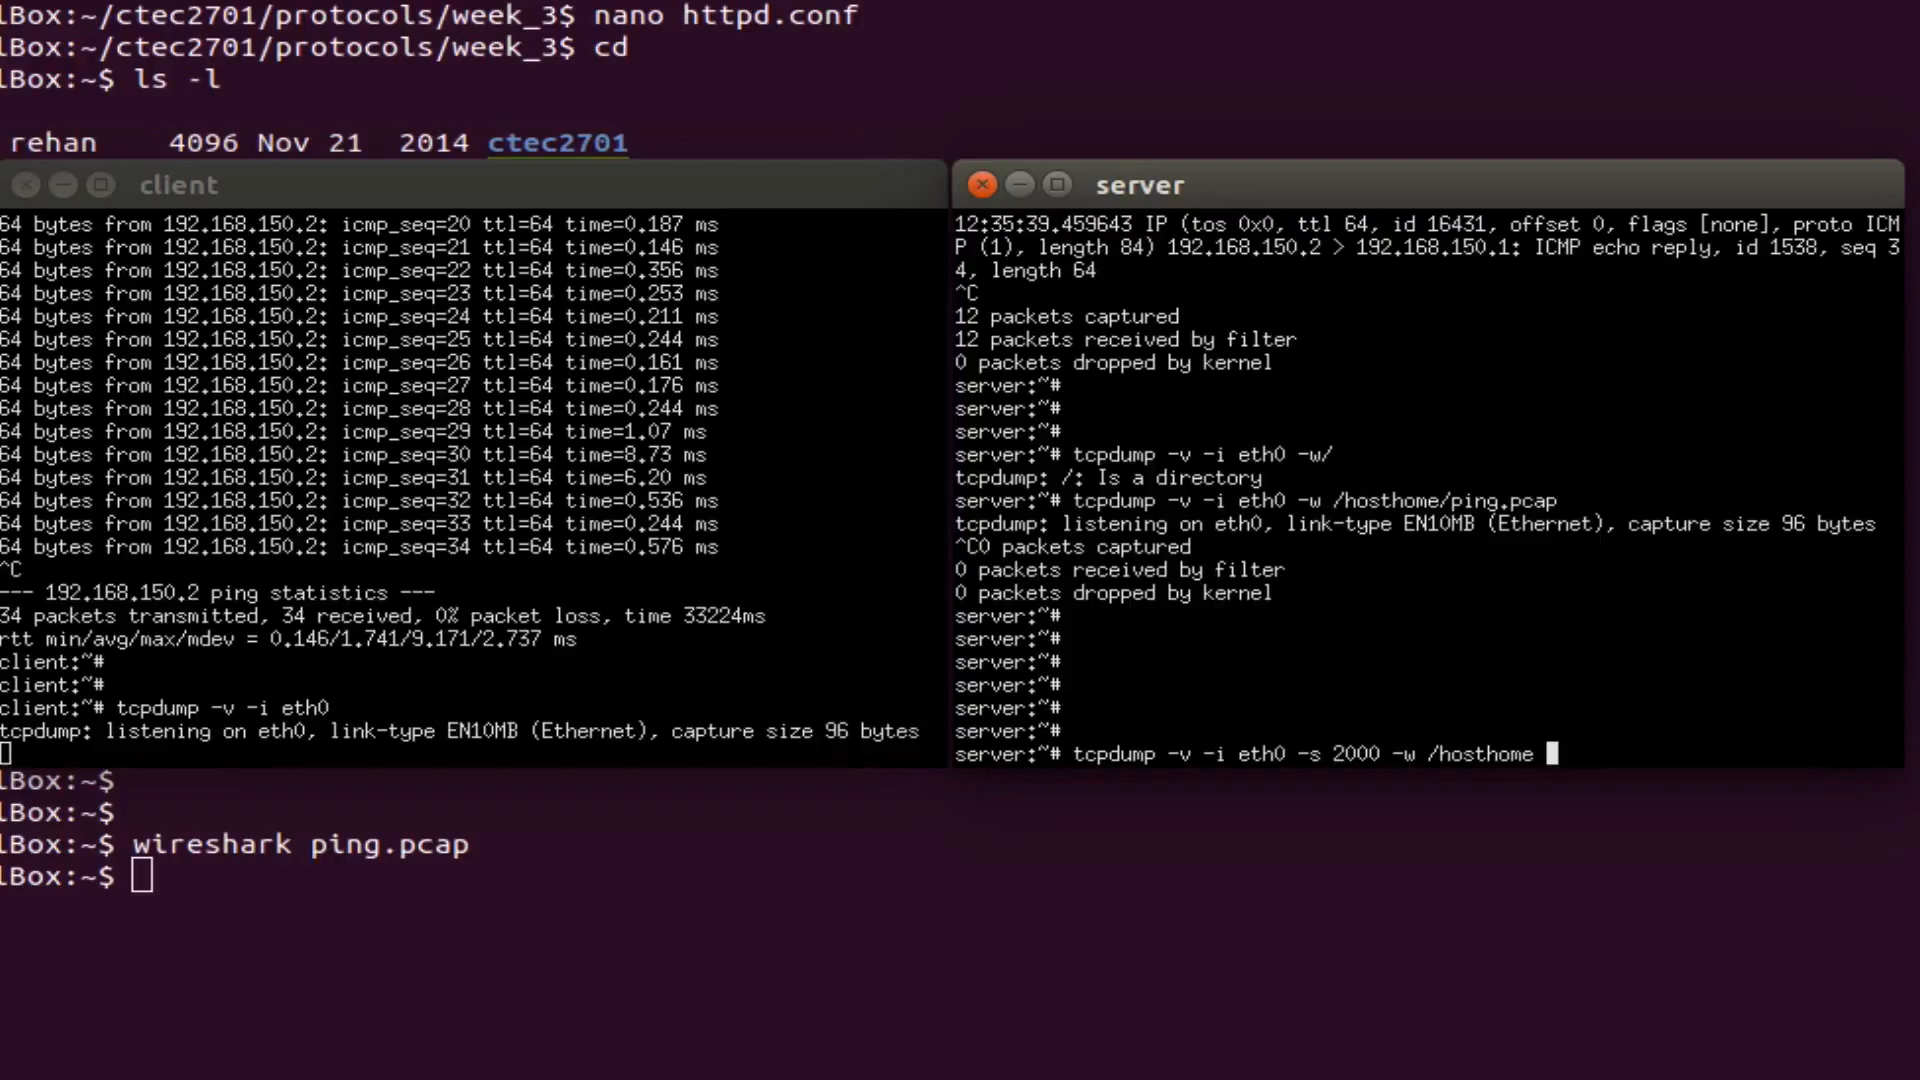 lBox:~/ctec2701/protocols/week_3$ nano httpd.conf
lBox:~/ctec2701/protocols/week_3$ cd
lBox:~$ ls -l
rehan    4096 Nov 21  2014 ctec2701
client
64 bytes from 192.168.150.2: icmp_seq=20 ttl=64 time=0.187 ms
64 bytes from 192.168.150.2: icmp_seq=21 ttl=64 time=0.146 ms
64 bytes from 192.168.150.2: icmp_seq=22 ttl=64 time=0.356 ms
64 bytes from 192.168.150.2: icmp_seq=23 ttl=64 time=0.253 ms
64 bytes from 192.168.150.2: icmp_seq=24 ttl=64 time=0.211 ms
64 bytes from 192.168.150.2: icmp_seq=25 ttl=64 time=0.244 ms
64 bytes from 192.168.150.2: icmp_seq=26 ttl=64 time=0.161 ms
64 bytes from 192.168.150.2: icmp_seq=27 ttl=64 time=0.176 ms
64 bytes from 192.168.150.2: icmp_seq=28 ttl=64 time=0.244 ms
64 bytes from 192.168.150.2: icmp_seq=29 ttl=64 time=1.07 ms
64 bytes from 192.168.150.2: icmp_seq=30 ttl=64 time=8.73 ms
64 bytes from 192.168.150.2: icmp_seq=31 ttl=64 time=6.20 ms
64 bytes from 192.168.150.2: icmp_seq=32 ttl=64 time=0.536 ms
64 bytes from 192.168.150.2: icmp_seq=33 ttl=64 time=0.244 ms
64 bytes from 192.168.150.2: icmp_seq=34 ttl=64 time=0.576 ms
^C
--- 192.168.150.2 ping statistics ---
34 packets transmitted, 34 received, 0% packet loss, time 33224ms
rtt min/avg/max/mdev = 0.146/1.741/9.171/2.737 ms
client:~#
client:~#
client:~# tcpdump -v -i eth0
tcpdump: listening on eth0, link-type EN10MB (Ethernet), capture size 96 bytes
server
12:35:39.459643 IP (tos 0x0, ttl 64, id 16431, offset 0, flags [none], proto ICM
P (1), length 84) 192.168.150.2 > 192.168.150.1: ICMP echo reply, id 1538, seq 3
4, length 64
^C
12 packets captured
12 packets received by filter
0 packets dropped by kernel
server:~#
server:~#
server:~#
server:~# tcpdump -v -i eth0 -w/
tcpdump: /: Is a directory
server:~# tcpdump -v -i eth0 -w /hosthome/ping.pcap
tcpdump: listening on eth0, link-type EN10MB (Ethernet), capture size 96 bytes
^C0 packets captured
0 packets received by filter
0 packets dropped by kernel
server:~#
server:~#
server:~#
server:~#
server:~#
server:~#
server:~# tcpdump -v -i eth0 -s 2000 -w /hosthome
lBox:~$
lBox:~$
lBox:~$ wireshark ping.pcap
lBox:~$